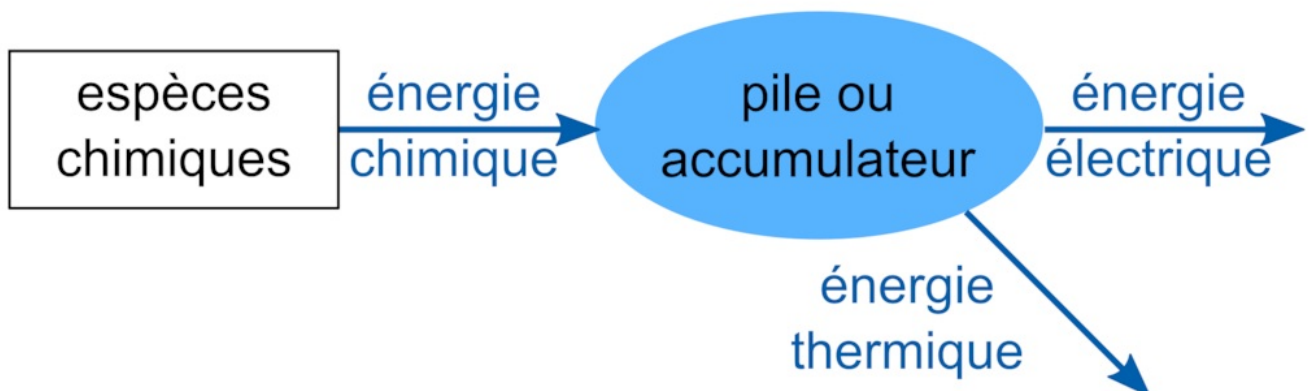 espèces
chimiques
énergie
chimique
pile ou
accumulateur
énergie
électrique
énergie
thermique